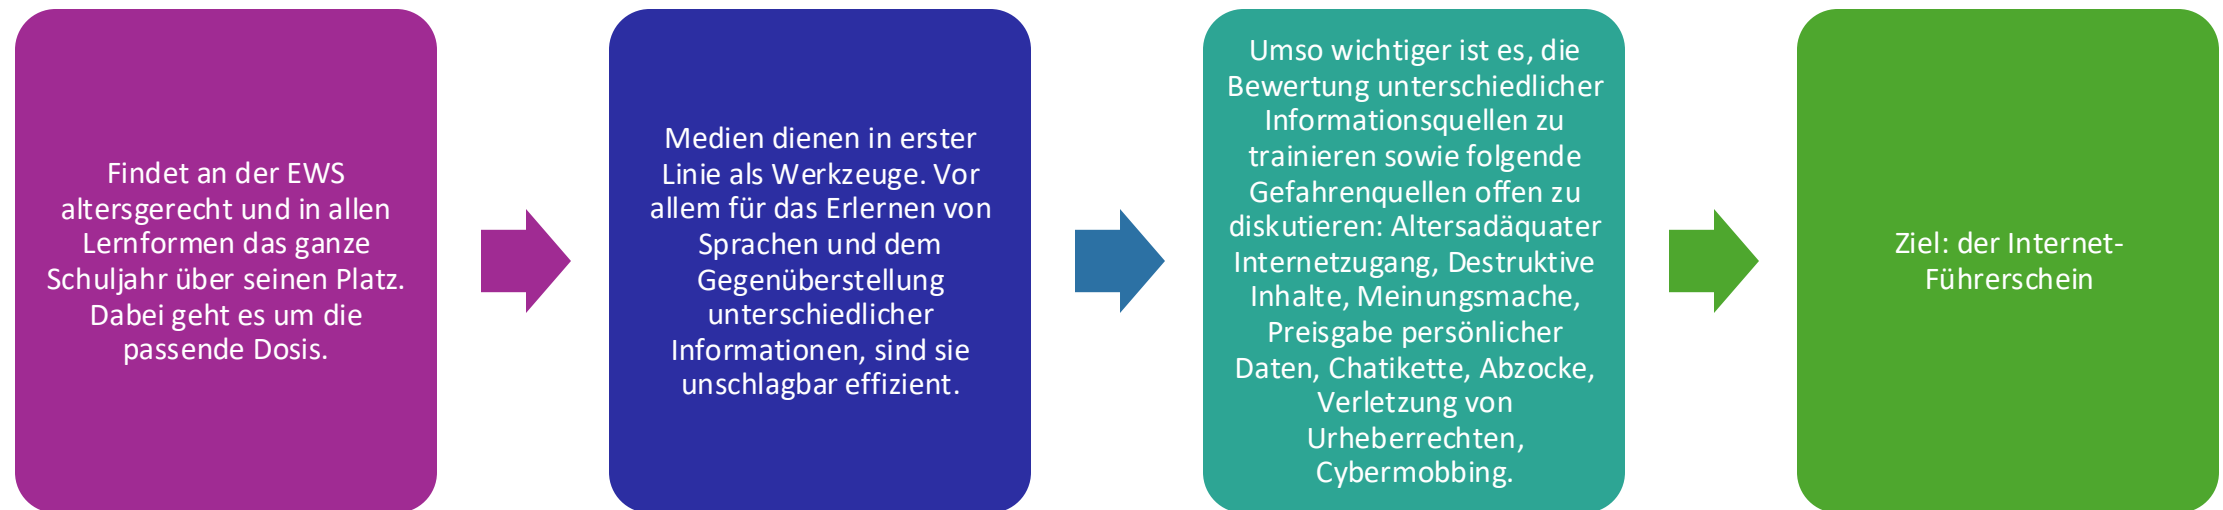 Findet an der EWS
altersgerecht und in allen
Lernformen das ganze
Schuljahr über seinen Platz.
Dabei geht es um die
passende Dosis.
Medien dienen in erster
Linie als Werkzeuge. Vor
allem für das Erlernen von
Sprachen und dem
Gegenüberstellung
unterschiedlicher
Informationen, sind sie
unschlagbar effizient.
Umso wichtiger ist es, die
Bewertung unterschiedlicher
Informationsquellen zu
trainieren sowie folgende
Gefahrenquellen offen zu
diskutieren: Altersadäquater
Internetzugang, Destruktive
Inhalte, Meinungsmache,
Preisgabe persönlicher
Daten, Chatikette, Abzocke,
Verletzung von
Urheberrechten,
Cybermobbing.
Ziel: der Internet-
Führerschein